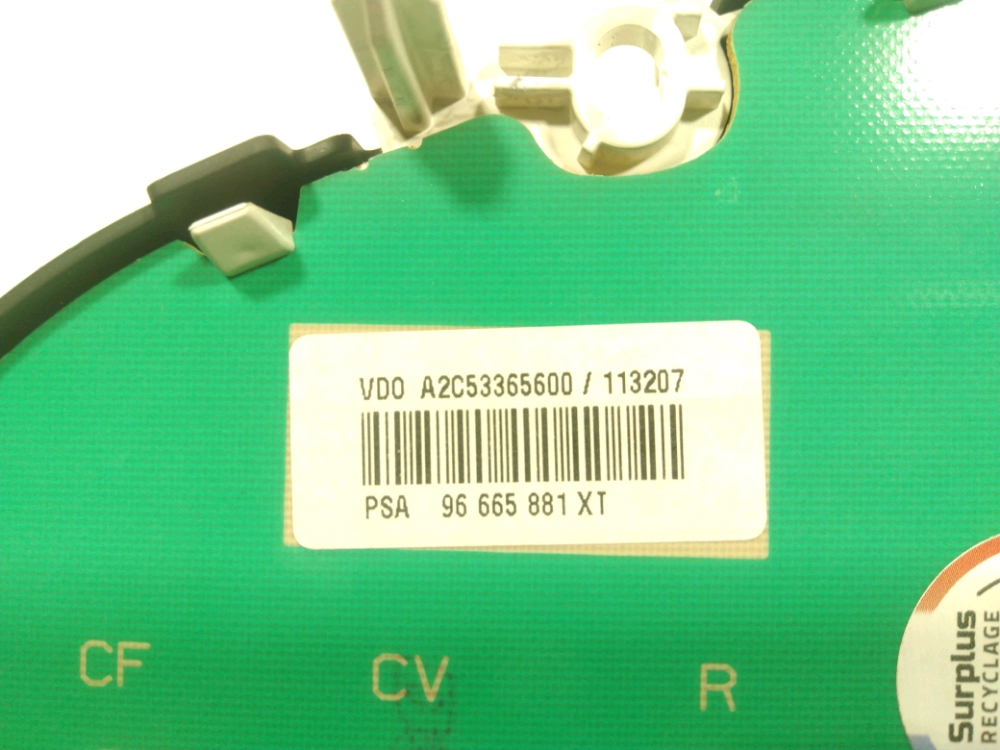 VDO A2C53365600 / 113207
PSA 96 665 881 XT
CF
CV
R
Surplus
RECYCLAGE